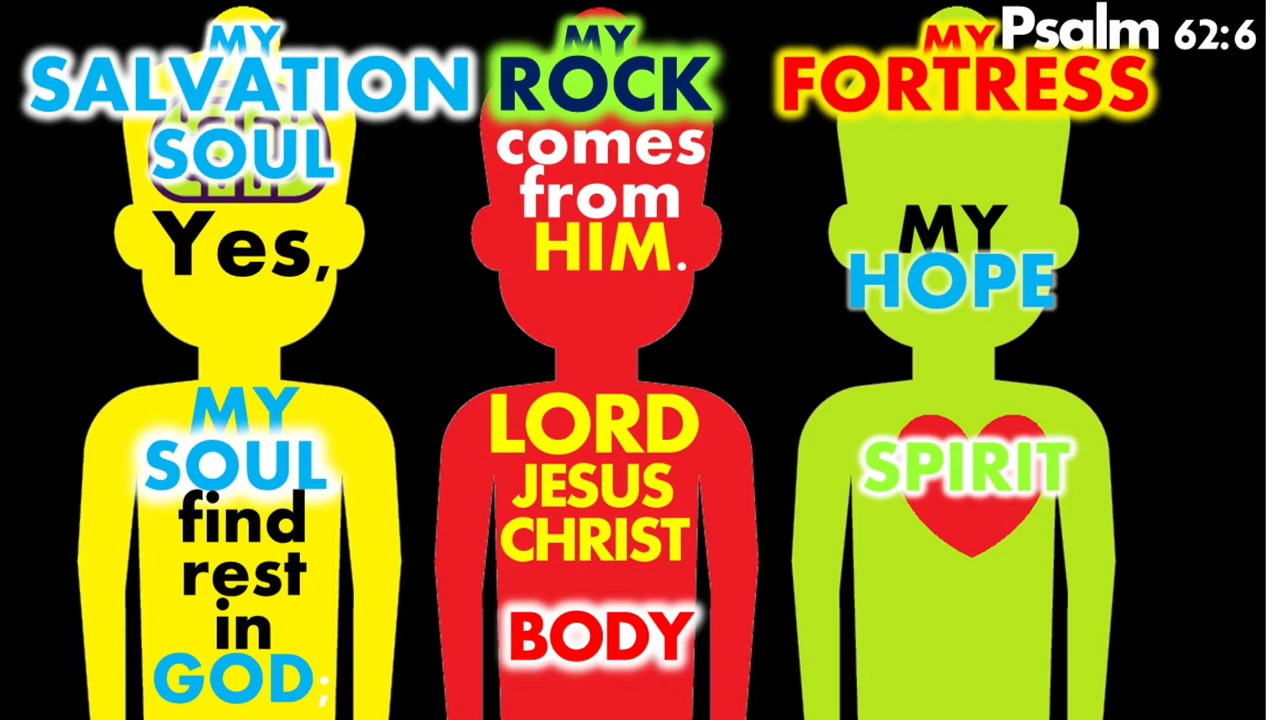 MY
SALVATION
SOUL
Yes,
MY
SOUL
find
rest
in
GOD;
MY
ROCK
comes
from
HIM.
LORD
JESUS
CHRIST
BODY
MY
FORTRESS
MY
HOPE
SPIRIT
Psalm 62:6